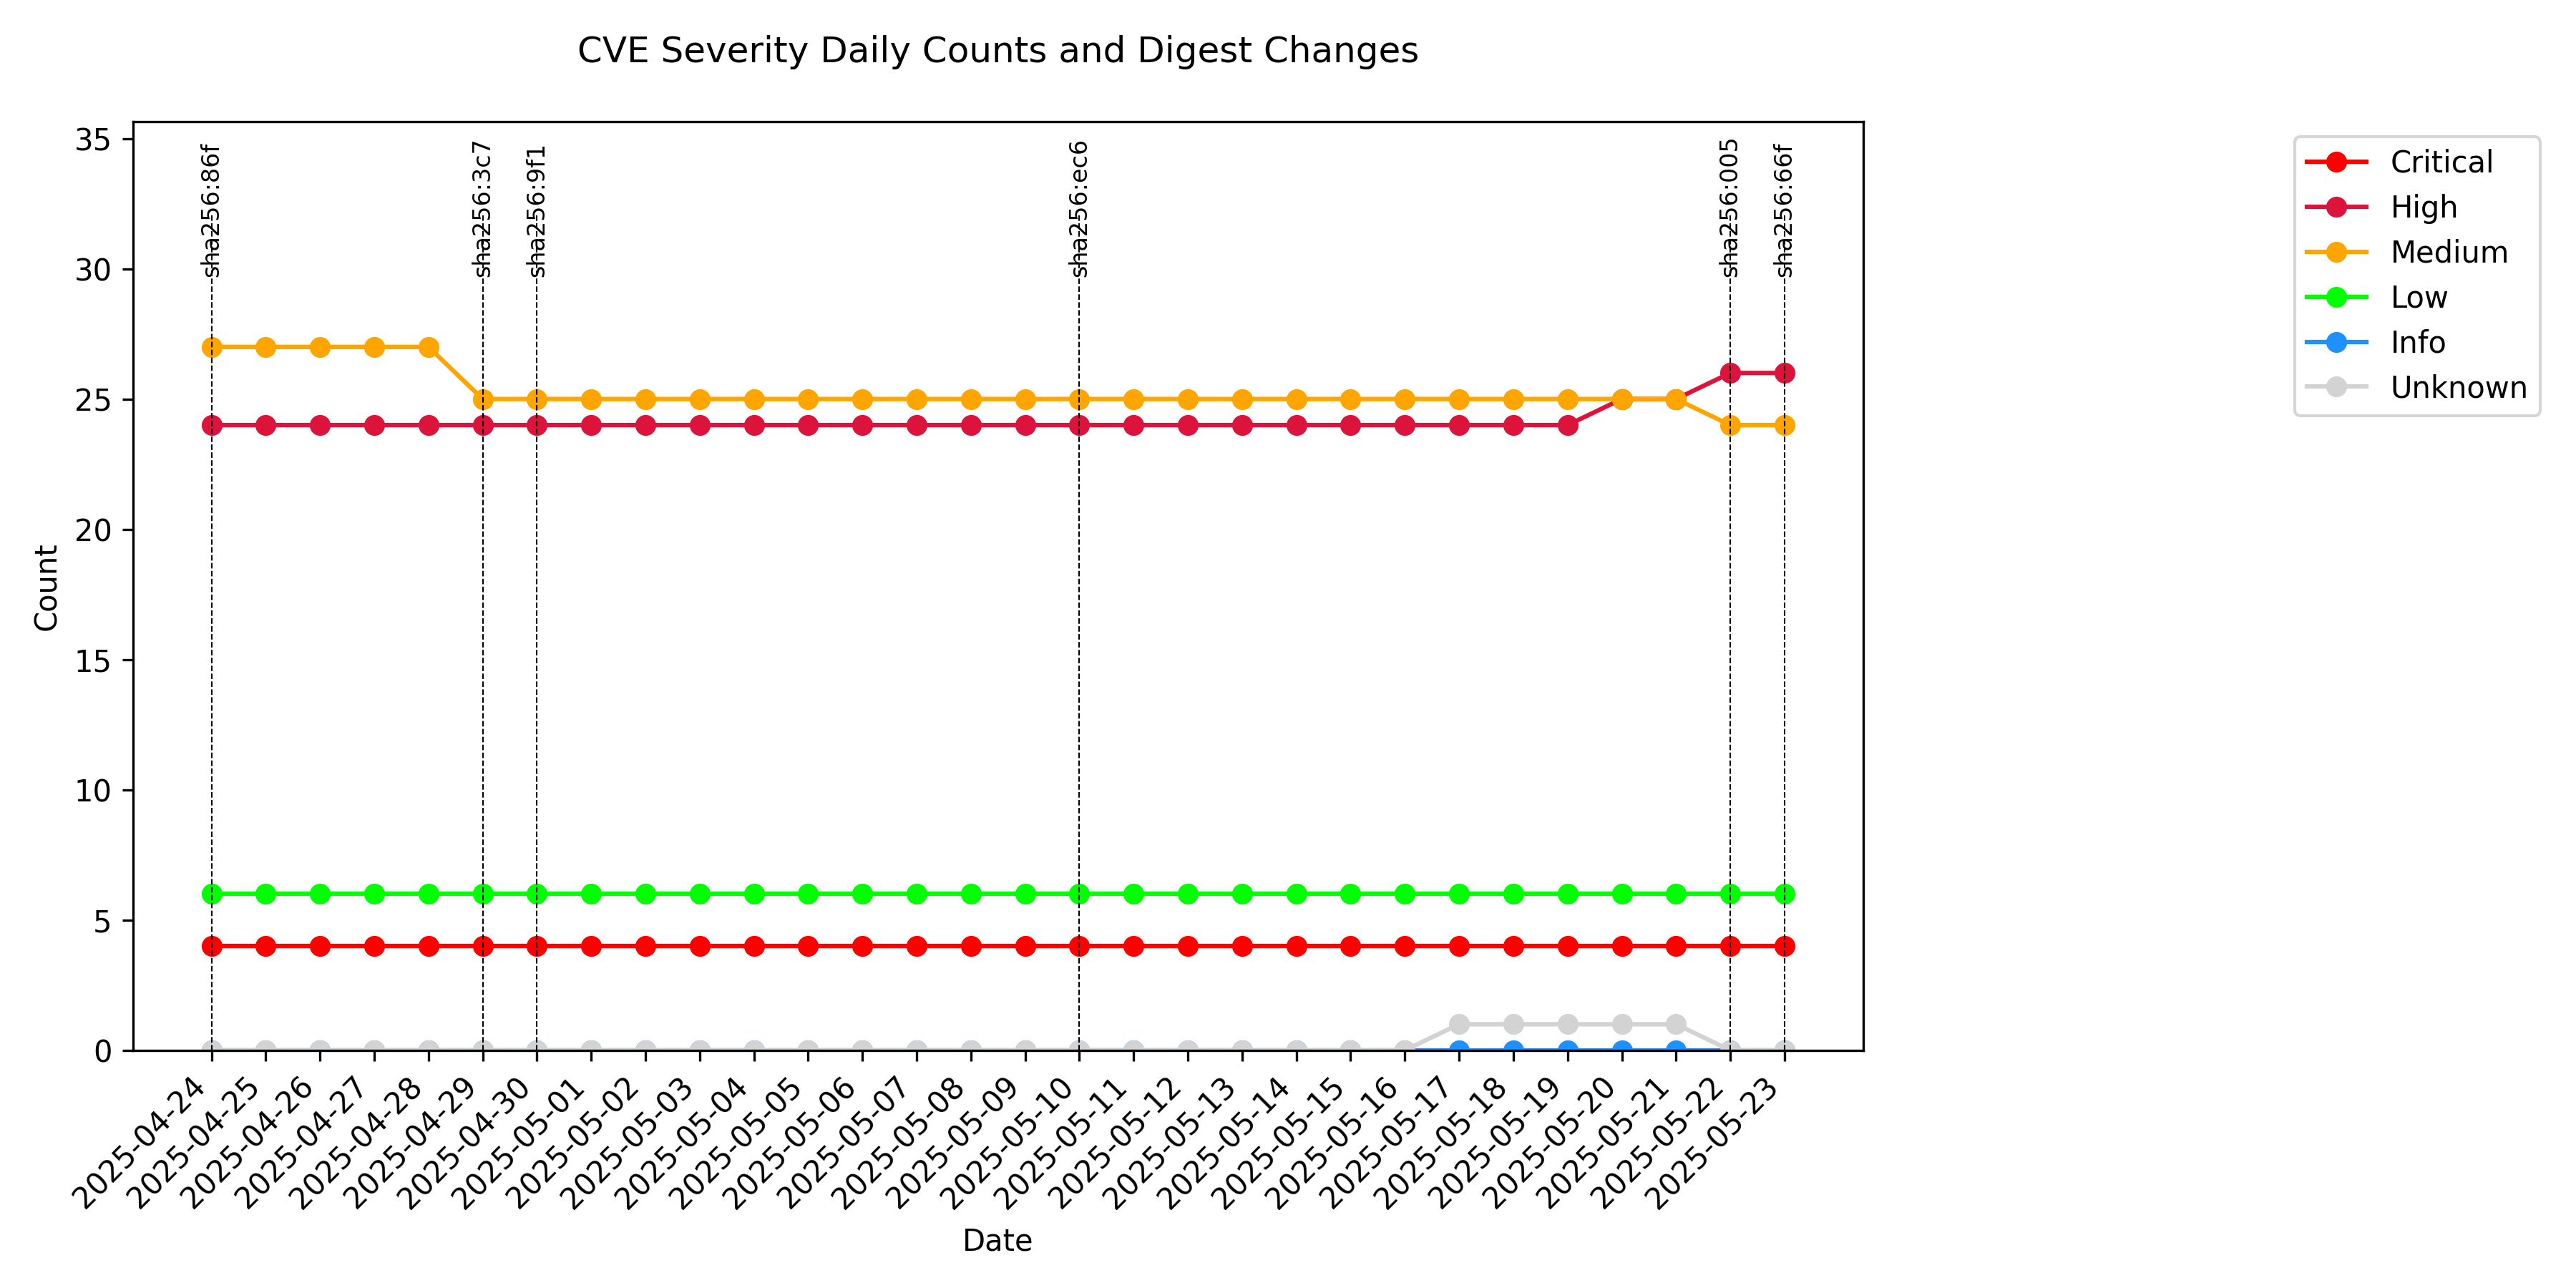 CVE Severity Daily Counts and Digest Changes
35
30
25
20
15
10
5
0
Count
sha256:86f
sha256:3c7
sha256:9f1
sha256:ec6
sha256:005
sha256:66f
Critical
High
Medium
Low
Info
Unknown
2025-04-24
2025-04-25
2025-04-26
2025-04-27
2025-04-28
2025-04-29
2025-04-30
2025-05-01
2025-05-02
2025-05-03
2025-05-04
2025-05-05
2025-05-06
2025-05-07
2025-05-08
2025-05-09
2025-05-10
2025-05-11
2025-05-12
2025-05-13
2025-05-14
2025-05-15
2025-05-16
2025-05-17
2025-05-18
2025-05-19
2025-05-20
2025-05-21
2025-05-22
2025-05-23
Date